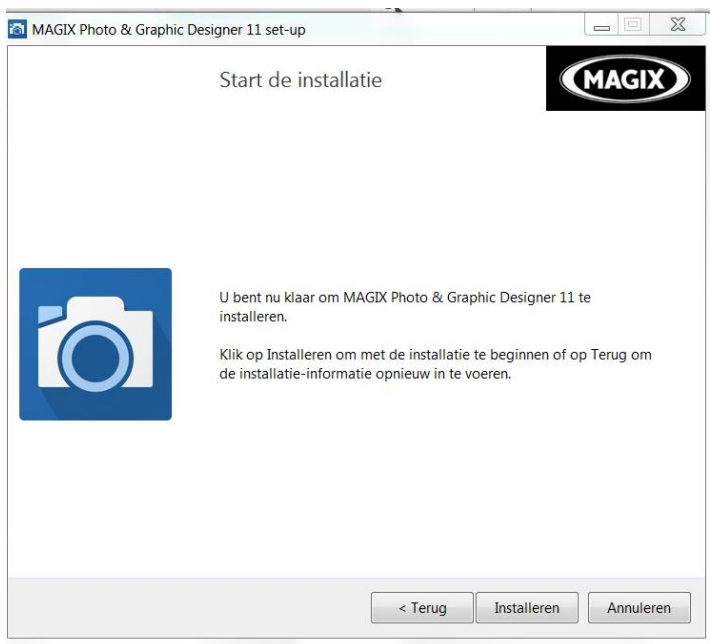 MAGIX Photo & Graphic Designer 11 set-up
Start de installatie
MAGIX
U bent nu klaar om MAGIX Photo & Graphic Designer 11 te
installeren.
Klik op Installeren om met de installatie te beginnen of op Terug om
de installatie-informatie opnieuw in te voeren.
< Terug
Installeren
Annuleren